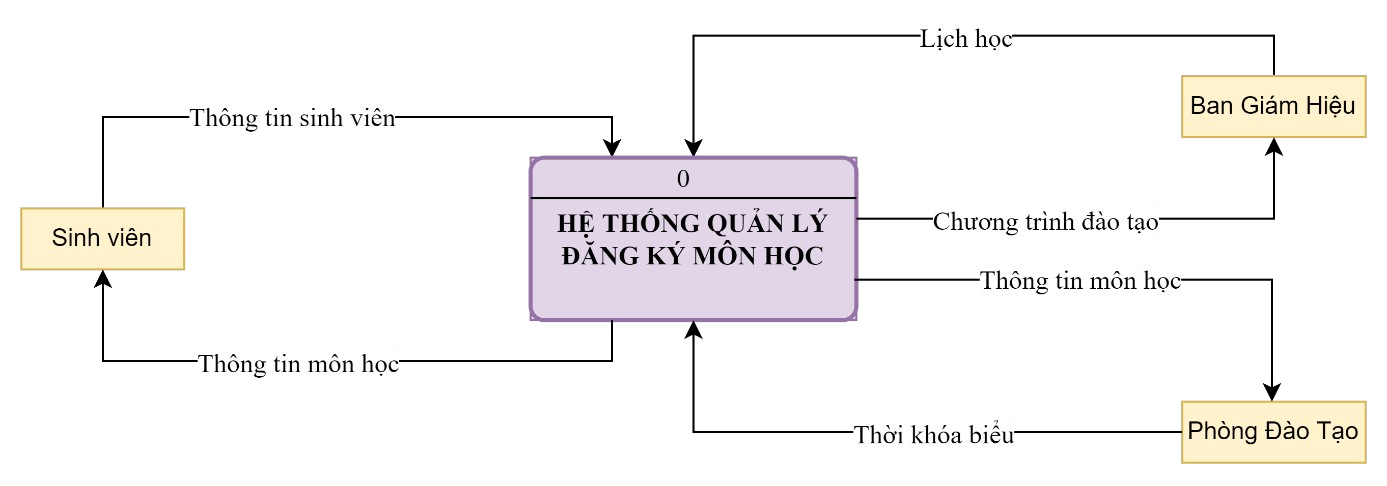 Lịch học
Ban Giám Hiệu
Thông tin sinh viên
0
HỆ THỐNG QUẢN LÝ
ĐĂNG KÝ MÔN HỌC
Chương trình đào tạo
Sinh viên
Thông tin môn học
Thông tin môn học
Thời khóa biểu
Phòng Đào Tạo